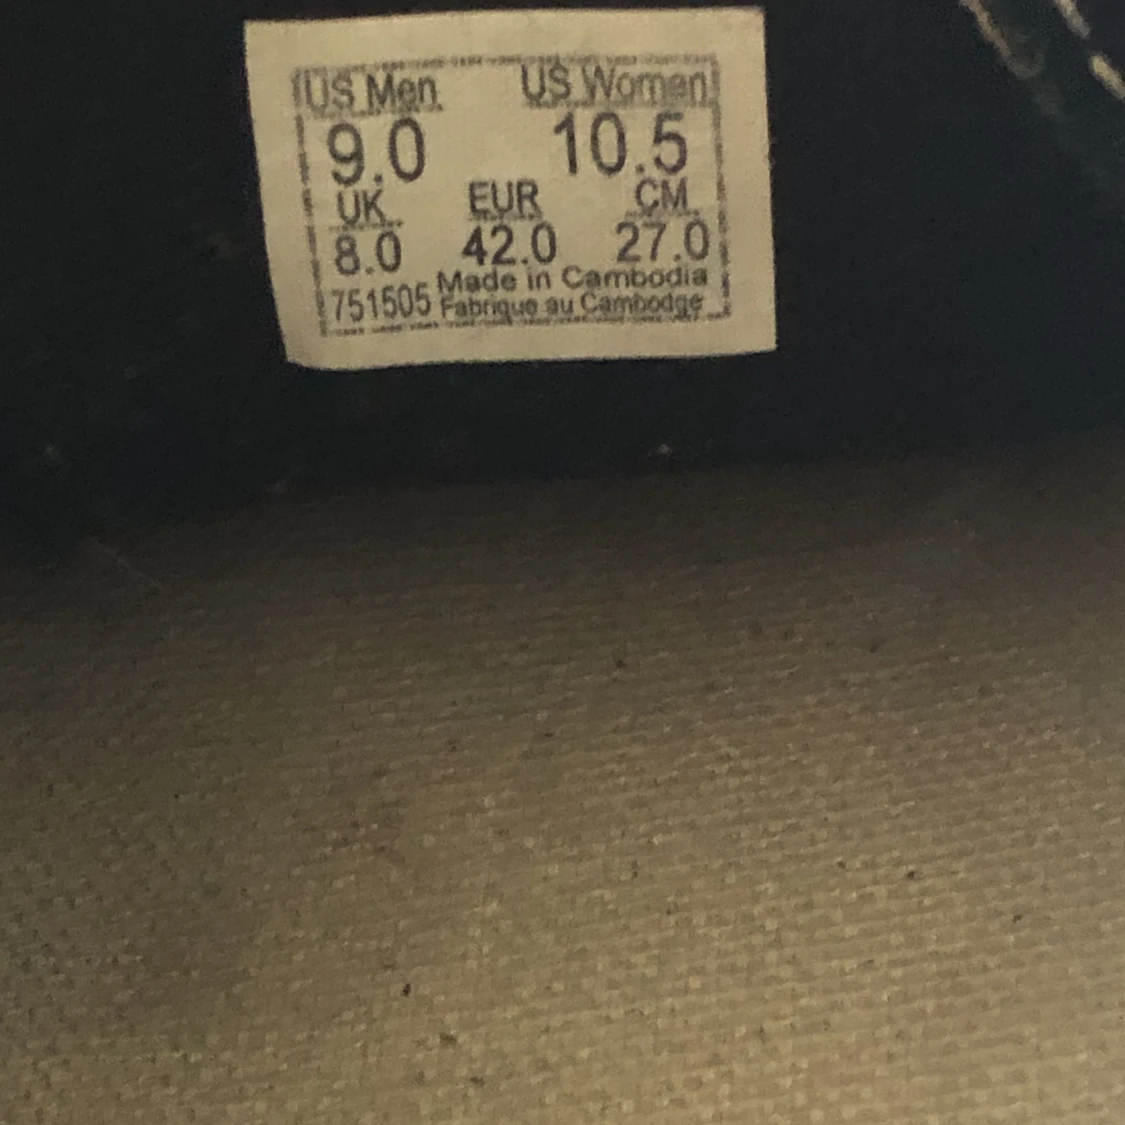 US Men US Women
9.0 10.5
UK EUR CM
8.0 42.0 27.0
751505 Made in Cambodia
Fabrique au Cambodge